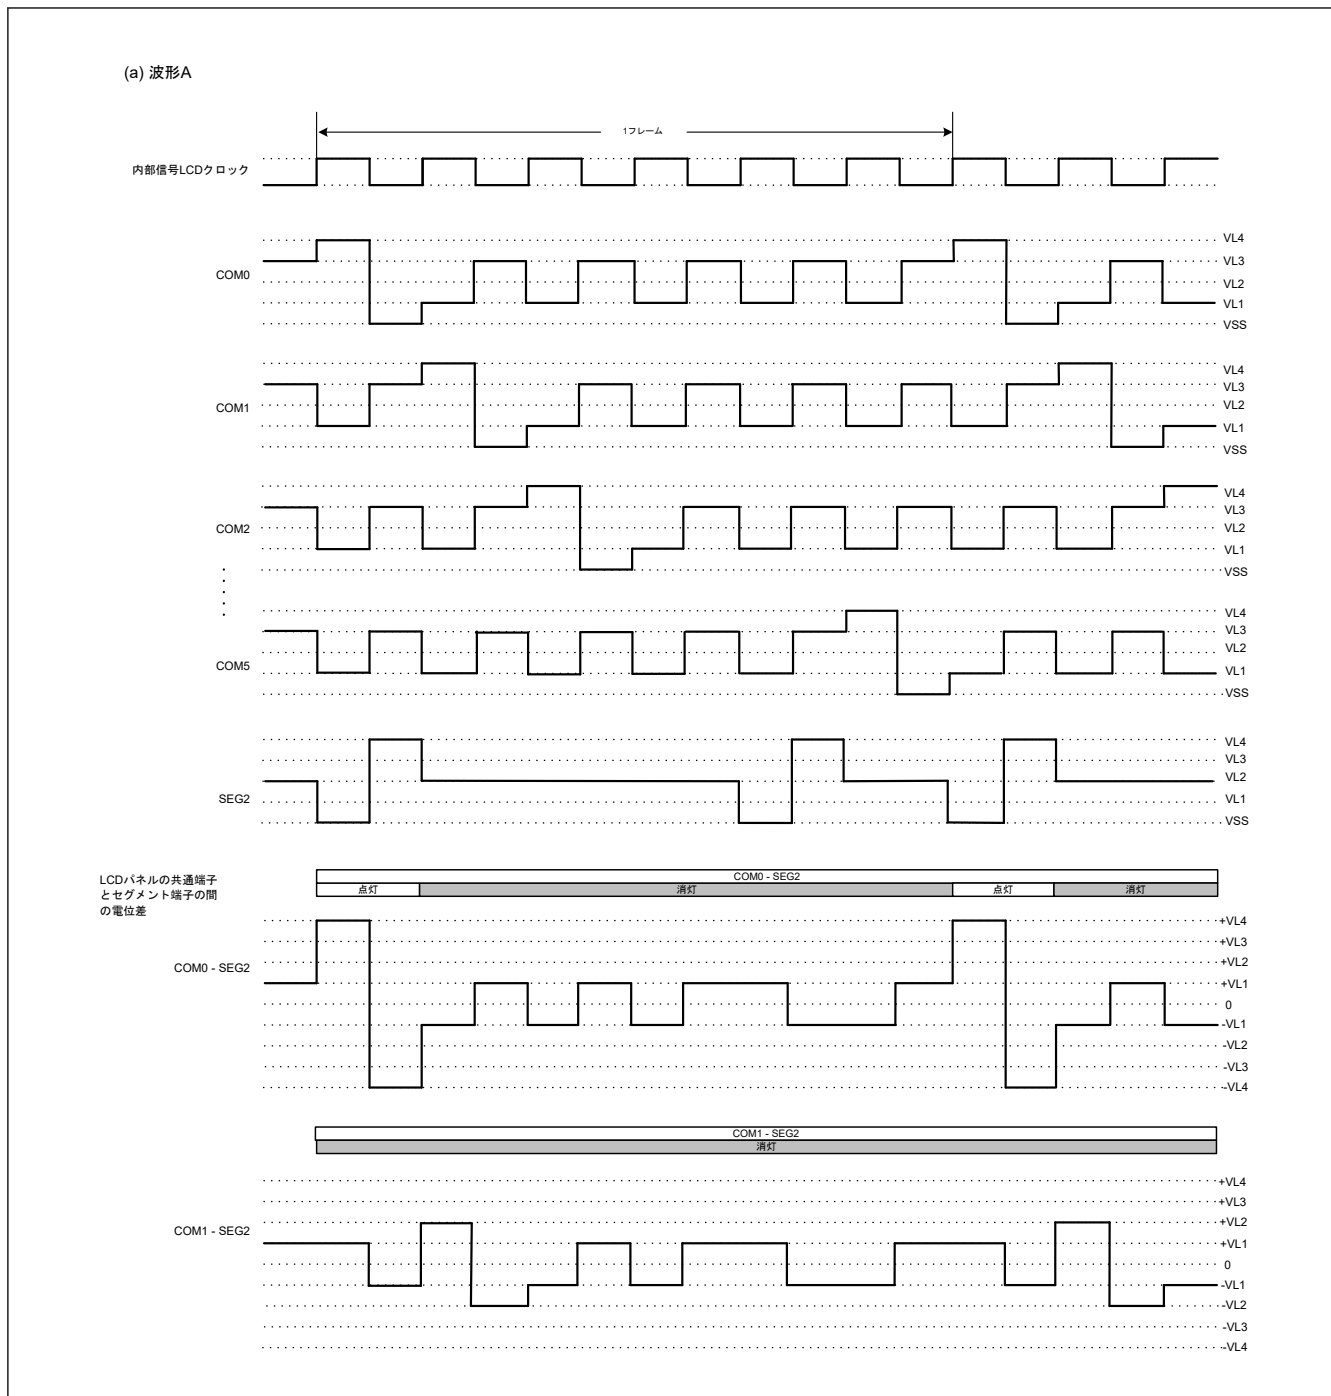 (a) 波形A
1フレーム
内部信号LCDクロック
COM0
VL4
VL3
VL2
VL1
VSS
COM1
VL4
VL3
VL2
VL1
VSS
COM2
VL4
VL3
VL2
VL1
VSS
COM5
VL4
VL3
VL2
VL1
VSS
SEG2
VL4
VL3
VL2
VL1
VSS
LCDパネルの共通端子
とセグメント端子の間
の電位差
COM0 - SEG2
点灯 消灯 点灯 消灯
COM0 - SEG2
+VL4
+VL3
+VL2
+VL1
0
-VL1
-VL2
-VL3
-VL4
COM1 - SEG2
消灯
COM1 - SEG2
+VL4
+VL3
+VL2
+VL1
0
-VL1
-VL2
-VL3
-VL4